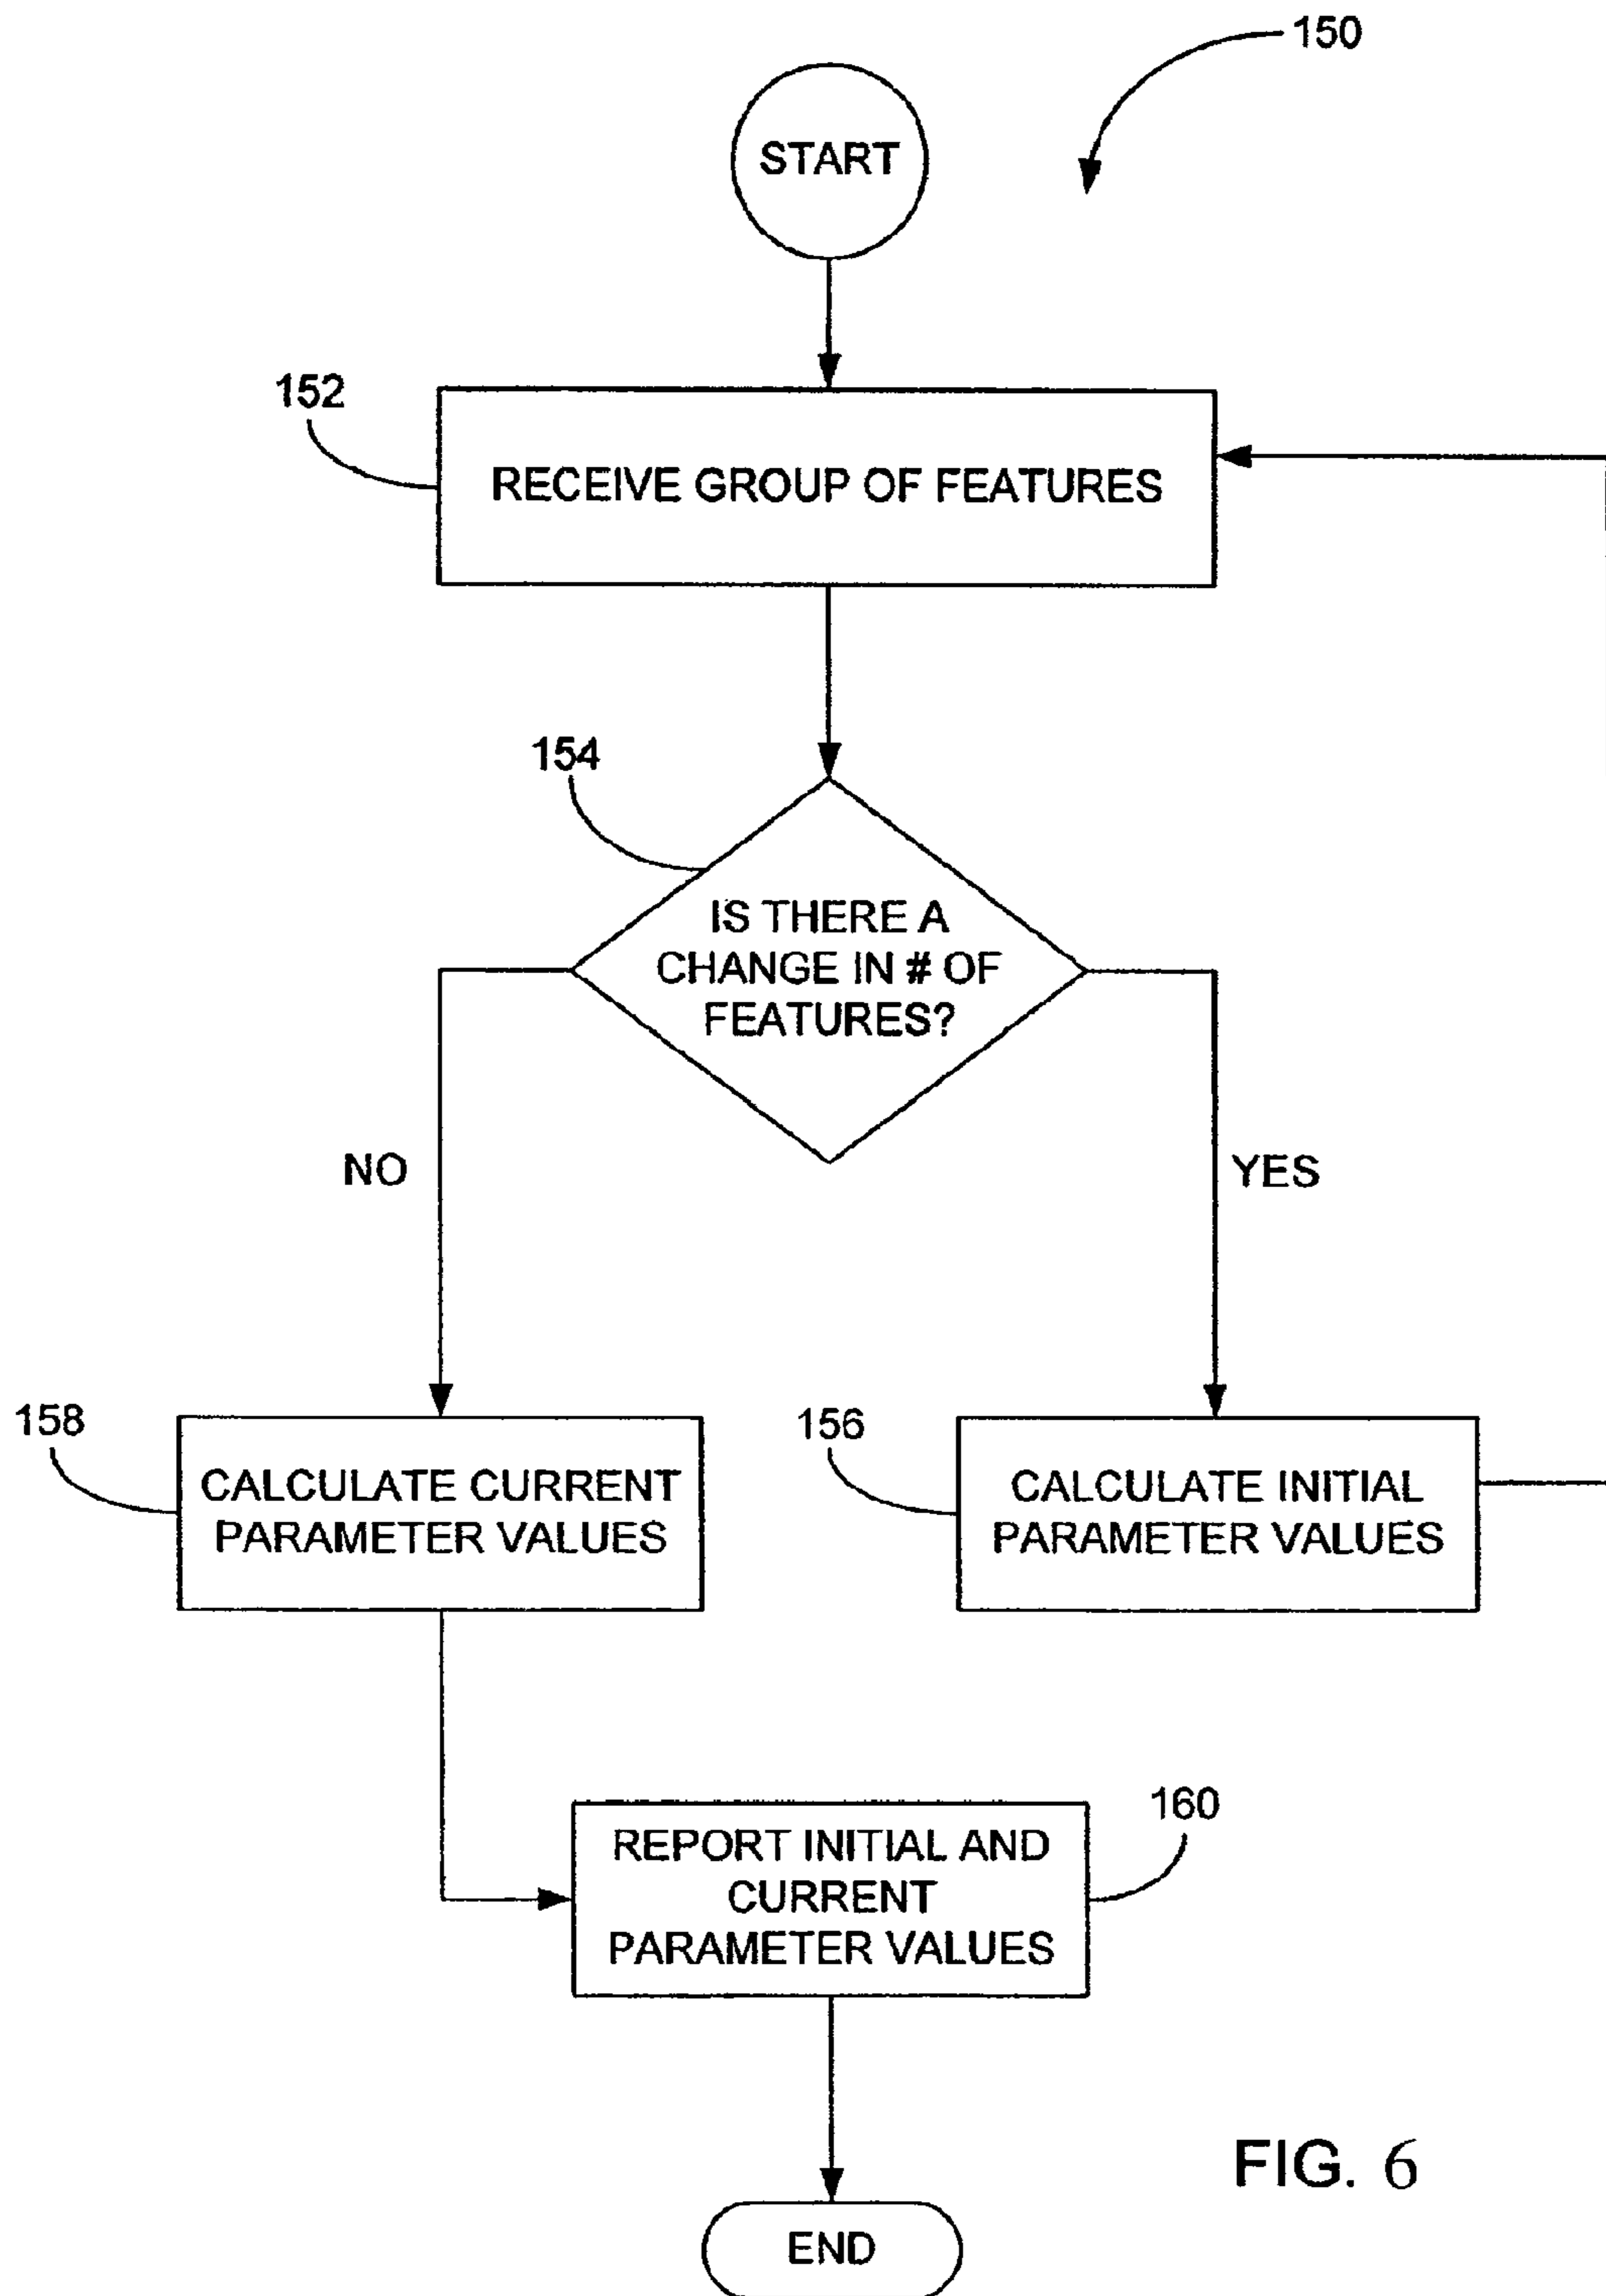 150
START
152
RECEIVE GROUP OF FEATURES
154
IS THERE A
CHANGE IN # OF
FEATURES?
NO
YES
158
CALCULATE CURRENT
PARAMETER VALUES
156
CALCULATE INITIAL
PARAMETER VALUES
160
REPORT INITIAL AND
CURRENT
PARAMETER VALUES
END
FIG. 6